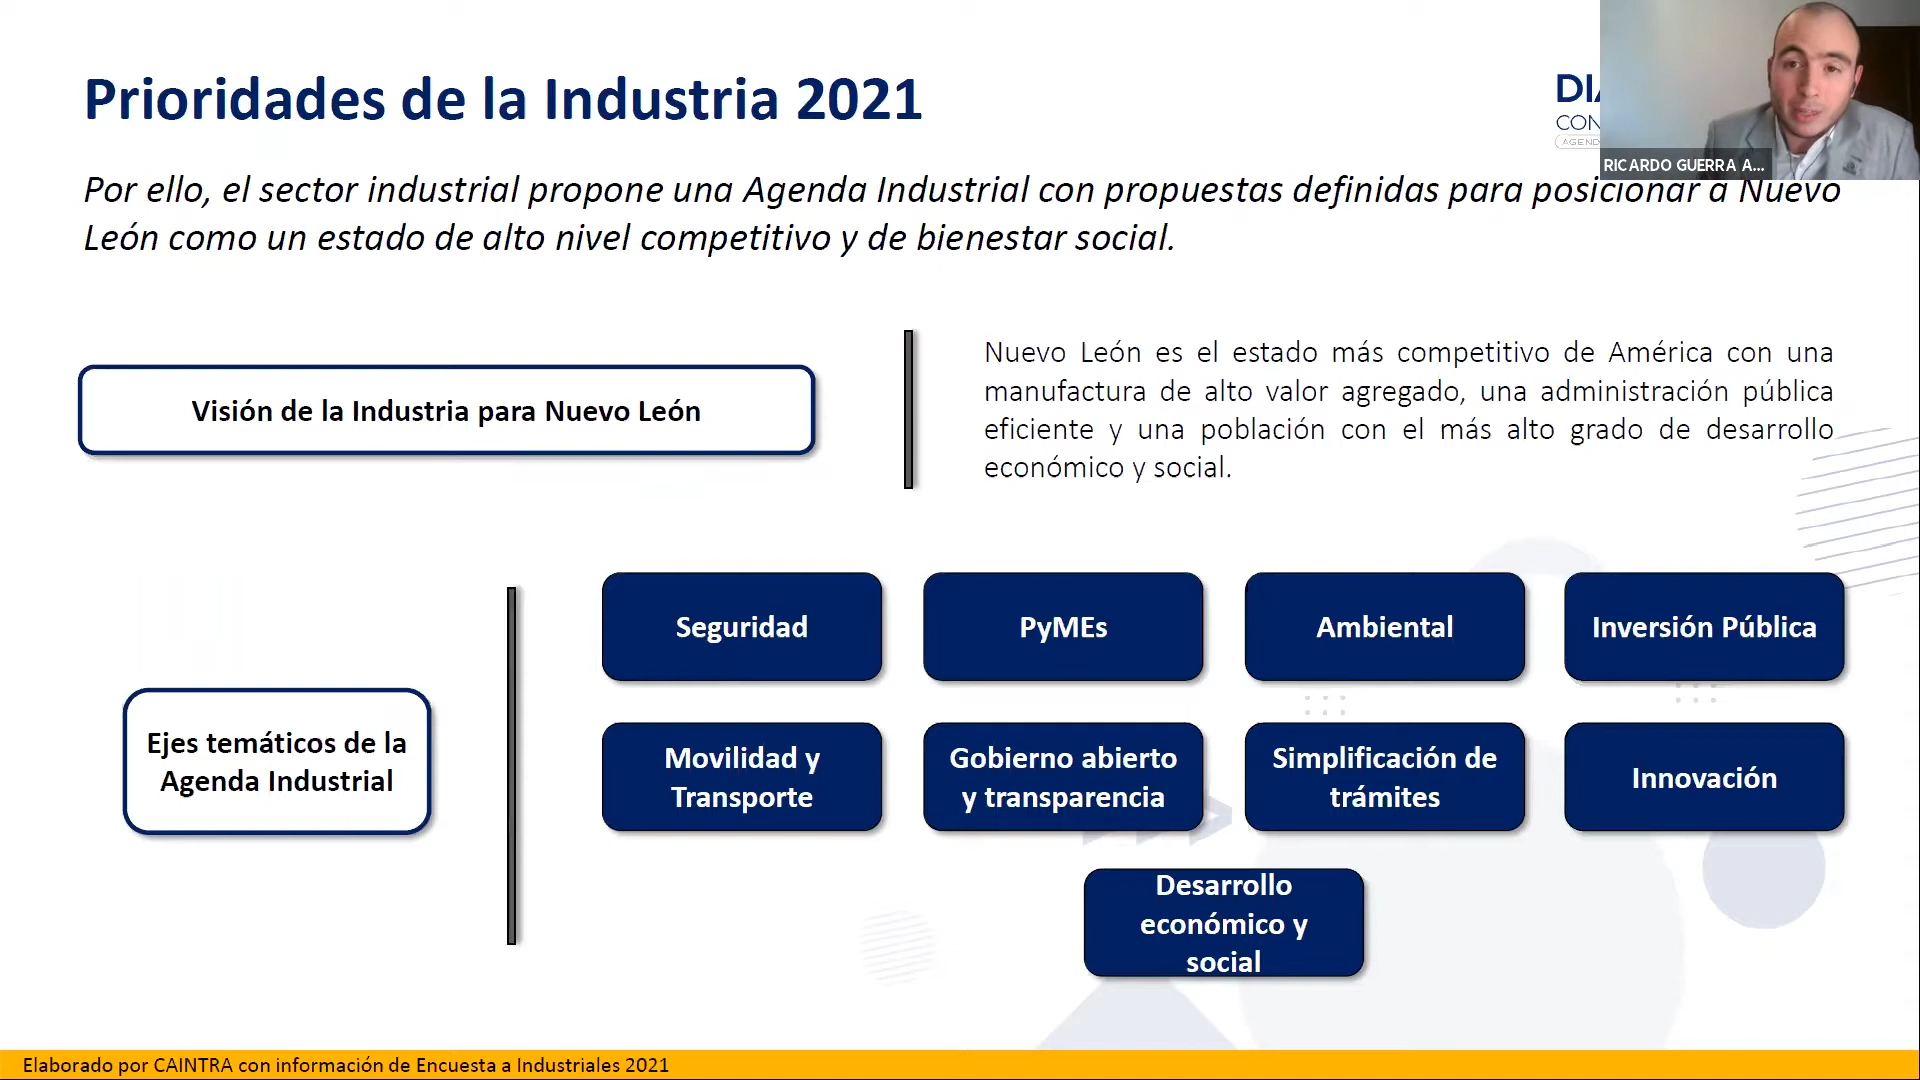 Prioridades de la Industria 2021
RICARDO GUERRA A...
Por ello, el sector industrial propone una Agenda Industrial con propuestas definidas para posicionar a Nuevo
León como un estado de alto nivel competitivo y de bienestar social.
Visión de la Industria para Nuevo León
Nuevo León es el estado más competitivo de América con una
manufactura de alto valor agregado, una administración pública
eficiente y una población con el más alto grado de desarrollo
económico y social.
Ejes temáticos de la
Agenda Industrial
Seguridad
PyMEs
Ambiental
Inversión Pública
Movilidad y
Transporte
Gobierno abierto
y transparencia
Simplificación de
trámites
Innovación
Desarrollo
económico y
social
Elaborado por CAINTRA con información de Encuesta a Industriales 2021